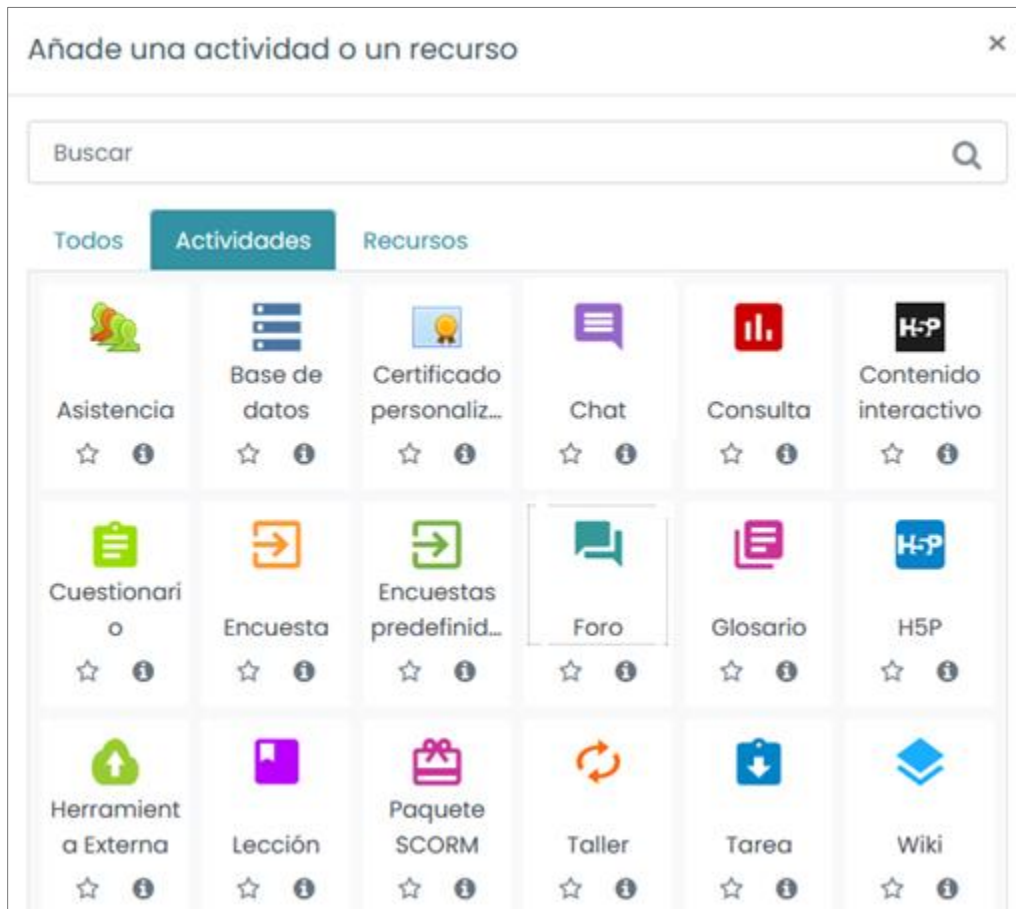 Añade una actividad o un recurso
×
Buscar
Todos
Actividades
Recursos
Asistencia
Base de
datos
Certificado
personaliz...
Chat
Consulta
H5P
Contenido
interactivo
Cuestionari
o
Encuesta
Encuestas
predefinid...
Foro
Glosario
H5P
H5P
Herramient
a Externa
Lección
Paquete
SCORM
Taller
Tarea
Wiki